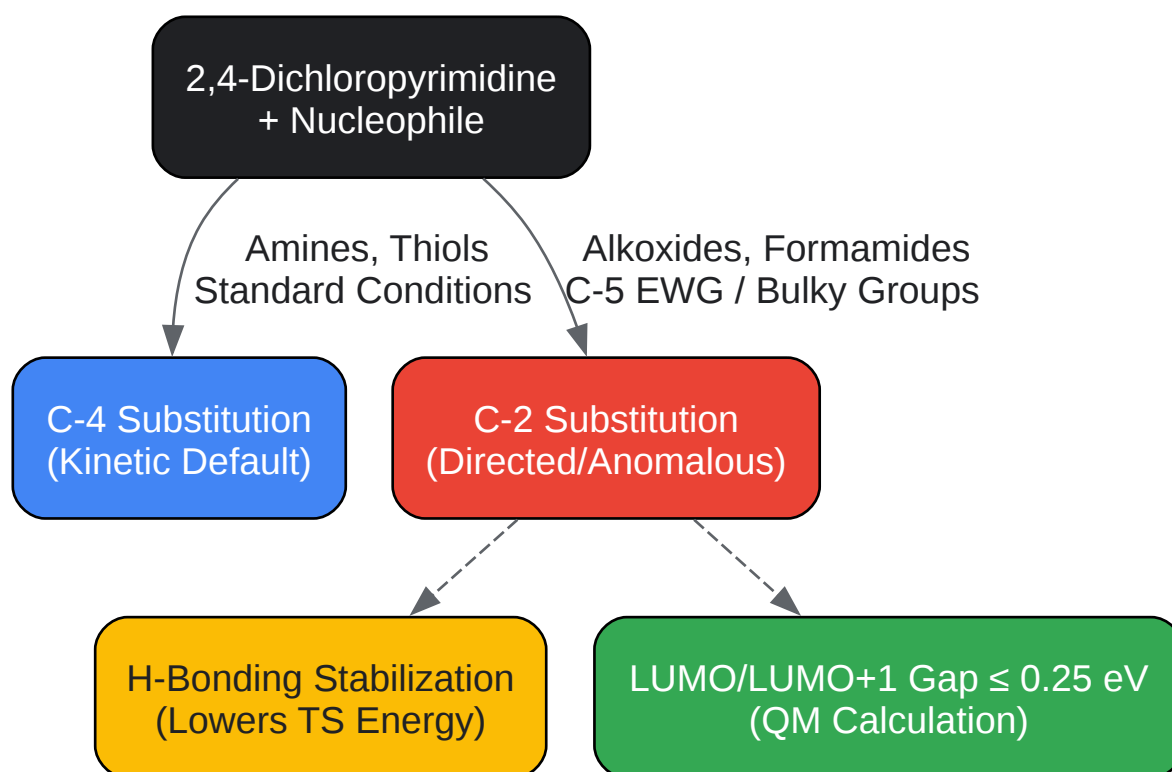 2,4-Dichloropyrimidine
+ Nucleophile
Amines, Thiols
Standard Conditions
Alkoxides, Formamides
C-5 EWG / Bulky Groups
C-4 Substitution
(Kinetic Default)
C-2 Substitution
(Directed/Anomalous)
H-Bonding Stabilization
(Lowers TS Energy)
LUMO/LUMO+1 Gap ≤ 0.25 eV
(QM Calculation)